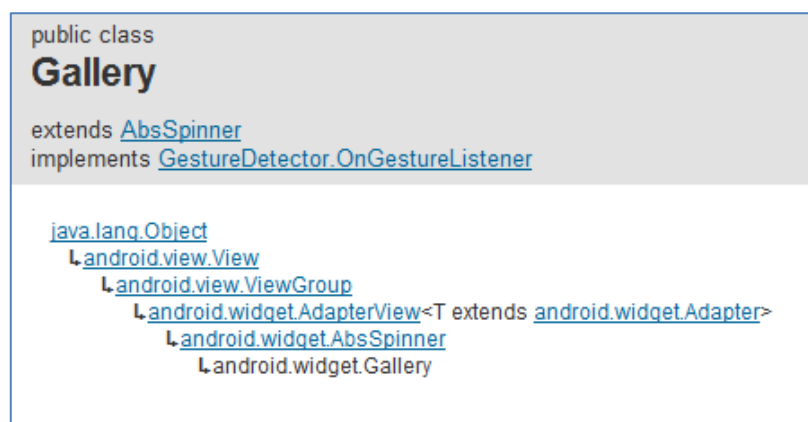 public class
Gallery
extends AbsSpinner
implements GestureDetector.OnGestureListener
java.lang.Object
↳android.view.View
↳android.view.ViewGroup
↳android.widget.AdapterView<T extends android.widget.Adapter>
↳android.widget.AbsSpinner
↳android.widget.Gallery